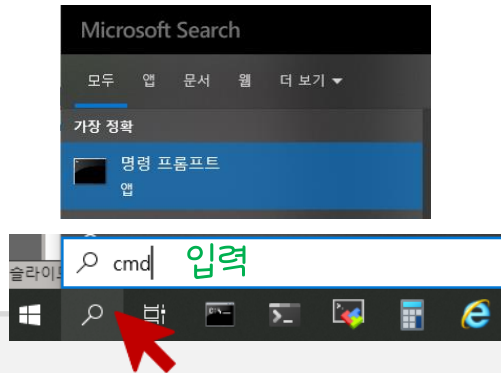 Microsoft Search
모두 앱 문서 웹 더 보기
가장 정확
명령 프롬프트
앱
슬라이드
cmd 입력